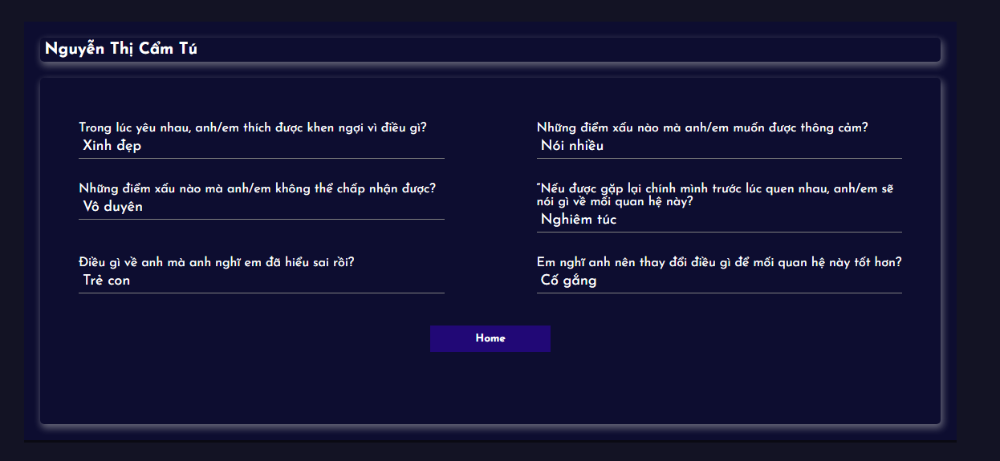 Nguyễn Thị Cẩm Tú
Trong lúc yêu nhau, anh/em thích được khen ngợi vì điều gì?
Xinh đẹp
Những điểm xấu nào mà anh/em muốn được thông cảm?
Nói nhiều
Những điểm xấu nào mà anh/em không thể chấp nhận được?
Vô duyên
"Nếu được gặp lại chính mình trước lúc quen nhau, anh/em sẽ
nói gì về mối quan hệ này?
Nghiêm túc
Điều gì về anh mà anh nghĩ em đã hiểu sai rồi?
Trẻ con
Em nghĩ anh nên thay đổi điều gì để mối quan hệ này tốt hơn?
Cố gắng
Home